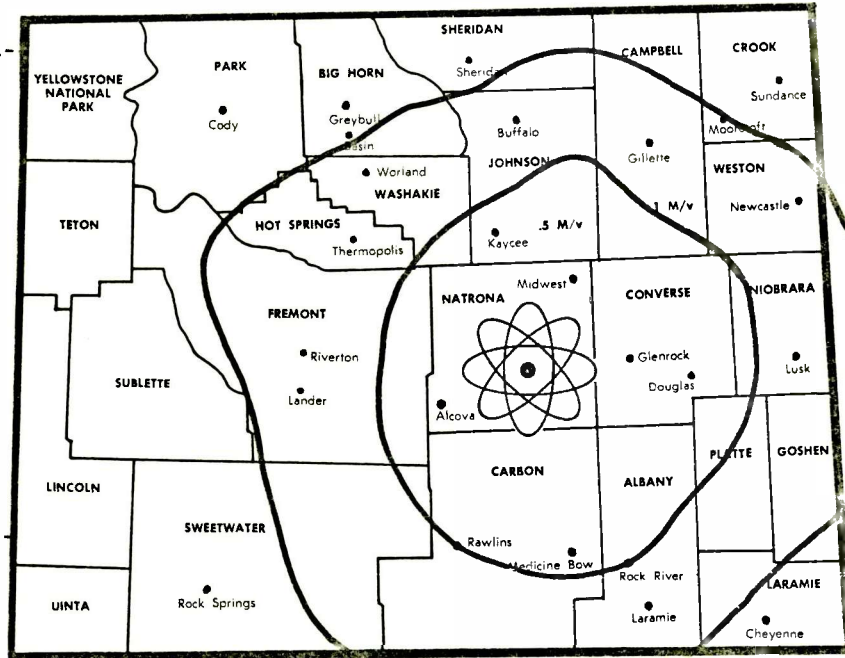 SHERIDAN
Sheridan
CAMPBELL
CROOK
Sundance
Moorcroft
YELLOWSTONE
NATIONAL
PARK
PARK
Cody
BIG HORN
Greybull
Basin
Buffalo
JOHNSON
Gillette
WESTON
Newcastle
Worland
WASHAKIE
TETON
HOT SPRINGS
Thermopolis
.5 M/v
.1 M/v
Kaycee
Midwest
NATRONA
CONVERSE
NIOBRARA
FREMONT
Riverton
Lander
Glenrock
Douglas
Lusk
SUBLETTE
Alcova
CARBON
ALBANY
PLATTE
GOSHEN
LINCOLN
SWEETWATER
Rawlins
Medicine Bow
Rock River
LARAMIE
UINTA
Rock Springs
Laramie
Cheyenne